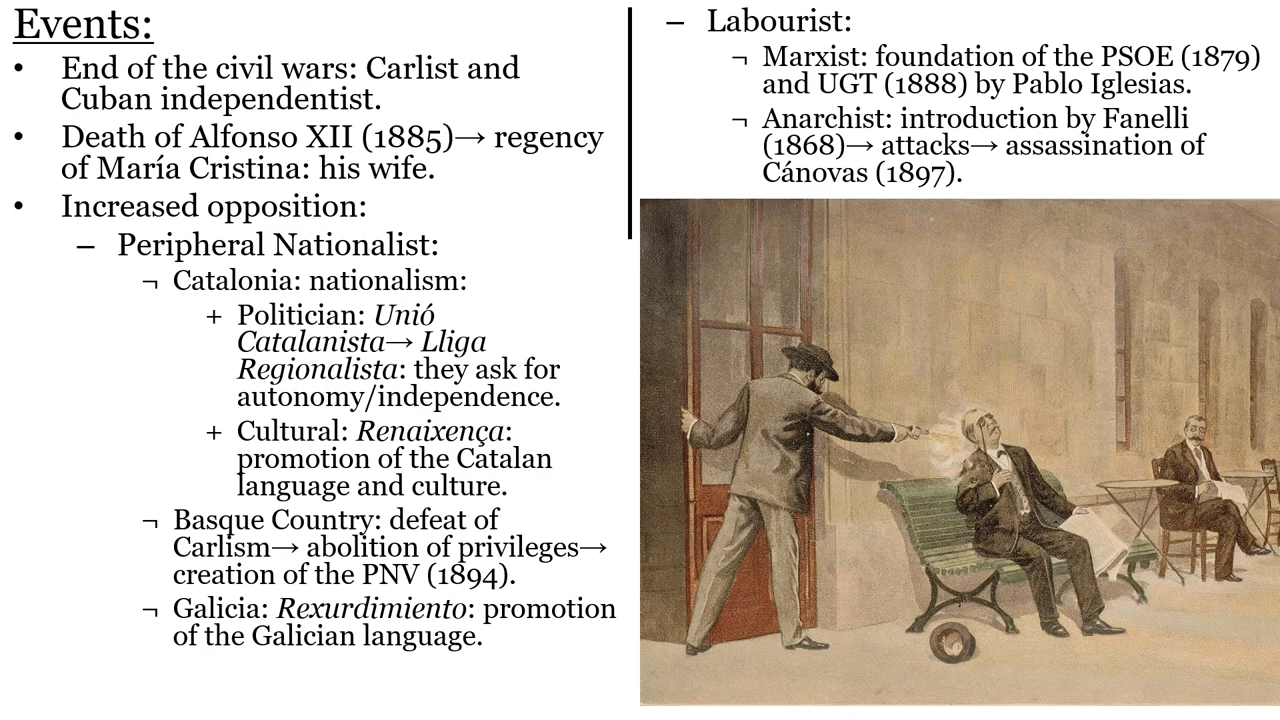 Events:
• End of the civil wars: Carlist and
Cuban independentist.
• Death of Alfonso XII (1885)→ regency
of María Cristina: his wife.
• Increased opposition:
– Peripheral Nationalist:
¬ Catalonia: nationalism:
+ Politician: Unió
Catalanista→ Lliga
Regionalista: they ask for
autonomy/independence.
+ Cultural: Renaixença:
promotion of the Catalan
language and culture.
¬ Basque Country: defeat of
Carlism→ abolition of privileges→
creation of the PNV (1894).
¬ Galicia: Rexurdimiento: promotion
of the Galician language.
– Labourist:
¬ Marxist: foundation of the PSOE (1879)
and UGT (1888) by Pablo Iglesias.
¬ Anarchist: introduction by Fanelli
(1868)→ attacks→ assassination of
Cánovas (1897).